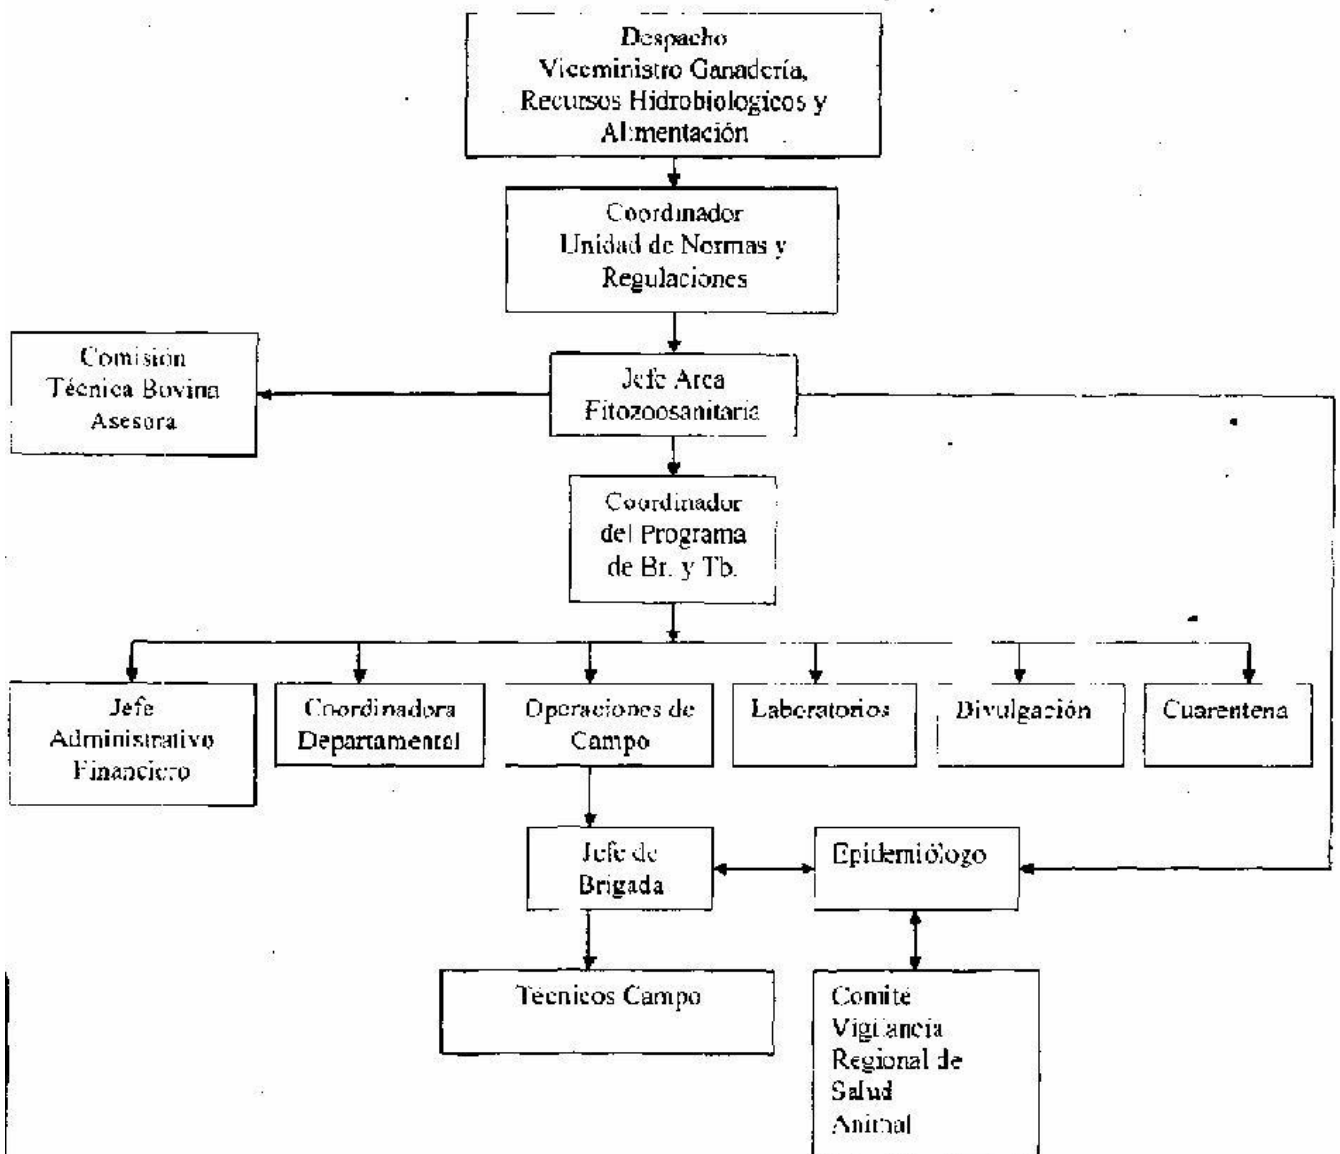 Despacho
Viceministro Ganadería,
Recursos Hidrobiologicos y
Alimentación
Coordinador
Unidad de Normas y
Regulaciones
Comisión
Técnica Bovina
Asesora
Jefe Area
Fitozoosanitaria
Coordinador
del Programa
de Br. y Tb.
Jefe
Administrativo
Financiero
Coordinadora
Departamental
Operaciones de
Campo
Laboratorios
Divulgación
Cuarentena
Jefe de
Brigada
Epidemiólogo
Técnicos Campo
Comité
Vigilancia
Regional de
Salud
Animal